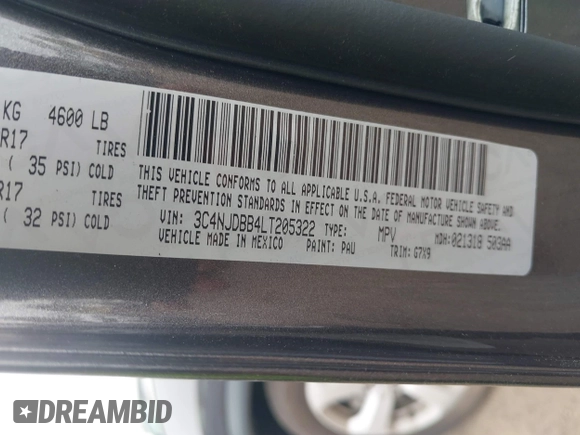 KG 4600 LB
R17 TIRES
( 35 PSI) COLD
R17 TIRES
( 32 PSI) COLD
THIS VEHICLE CONFORMS TO ALL APPLICABLE U.S.A. FEDERAL MOTOR VEHICLE SAFETY AND
THEFT PREVENTION STANDARDS IN EFFECT ON THE DATE OF MANUFACTURE SHOWN ABOVE.
VIN: 3C4NJDBB4LT205322 TYPE: MPV MDH: 021318 503AA
VEHICLE MADE IN MEXICO PAINT: PAU TRIM: G7X9
DREAMBID